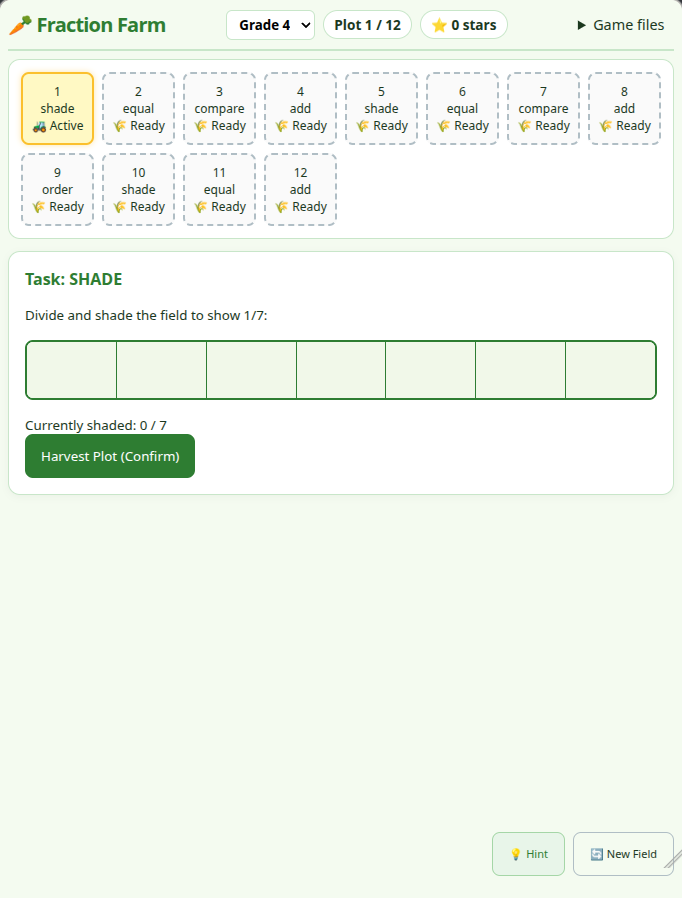 🥕 Fraction Farm
Grade 4
Plot 1 / 12
⭐ 0 stars
▶ Game files
1
shade
🚜 Active
2
equal
🌾 Ready
3
compare
🌾 Ready
4
add
🌾 Ready
5
shade
🌾 Ready
6
equal
🌾 Ready
7
compare
🌾 Ready
8
add
🌾 Ready
9
order
🌾 Ready
10
shade
🌾 Ready
11
equal
🌾 Ready
12
add
🌾 Ready
Task: SHADE
Divide and shade the field to show 1/7:
Currently shaded: 0 / 7
Harvest Plot (Confirm)
💡 Hint
🔄 New Field